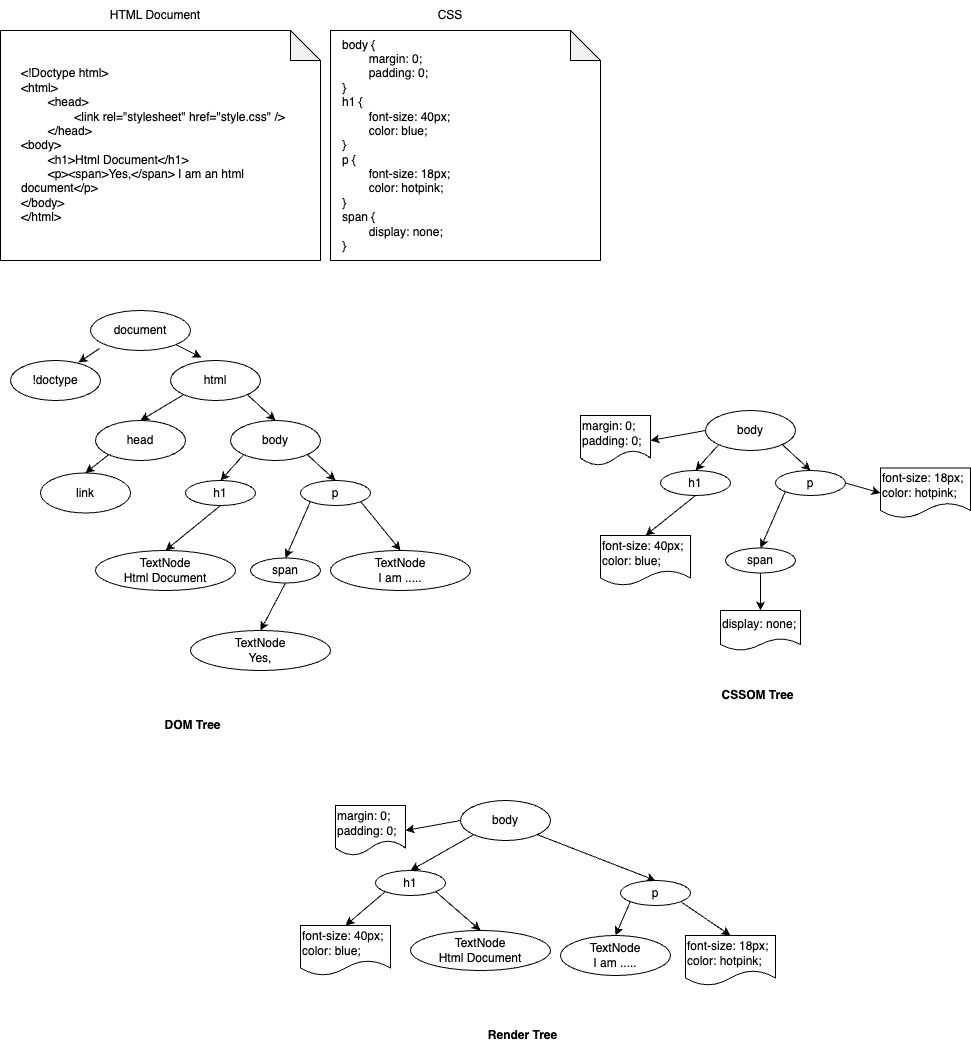 HTML Document
<!Doctype html>
<html>
<head>
<link rel="stylesheet" href="style.css" />
</head>
<body>
<h1>Html Document</h1>
<p><span>Yes,</span> I am an html
document</p>
</body>
</html>
CSS
body {
margin: 0;
padding: 0;
}
h1 {
font-size: 40px;
color: blue;
}
p {
font-size: 18px;
color: hotpink;
}
span {
display: none;
}
document
!doctype
html
head
body
link
h1
p
TextNode
Html Document
span
TextNode
I am .....
TextNode
Yes,
DOM Tree
margin: 0;
padding: 0;
body
h1
p
font-size: 18px;
color: hotpink;
font-size: 40px;
color: blue;
span
display: none;
CSSOM Tree
margin: 0;
padding: 0;
body
h1
p
font-size: 40px;
color: blue;
TextNode
Html Document
TextNode
I am .....
font-size: 18px;
color: hotpink;
Render Tree